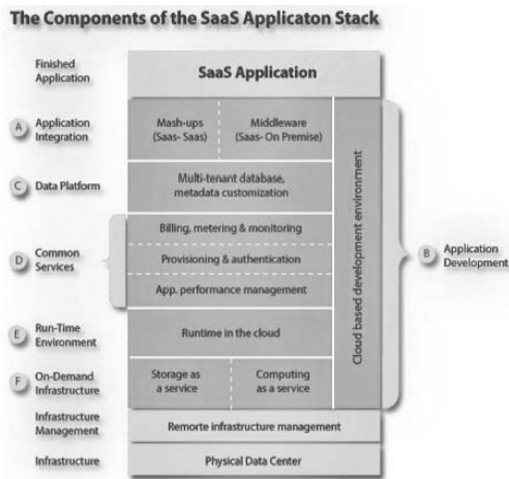 The Components of the SaaS Applicaton Stack
Finished
Application
SaaS Application
A
Application
Integration
Mash-ups
(Saas- Saas)
Middleware
(Saas- On Premise)
C
Data Platform
Multi-tenant database,
metadata customization
D
Common
Services
Billing, metering & monitoring
Provisioning & authentication
App. performance management
E
Run-Time
Environment
Runtime in the cloud
F
On-Demand
Infrastructure
Storage as
a service
Computing
as a service
Cloud based development environment
B
Application
Development
Infrastructure
Management
Remorte infrastructure management
Infrastructure
Physical Data Center